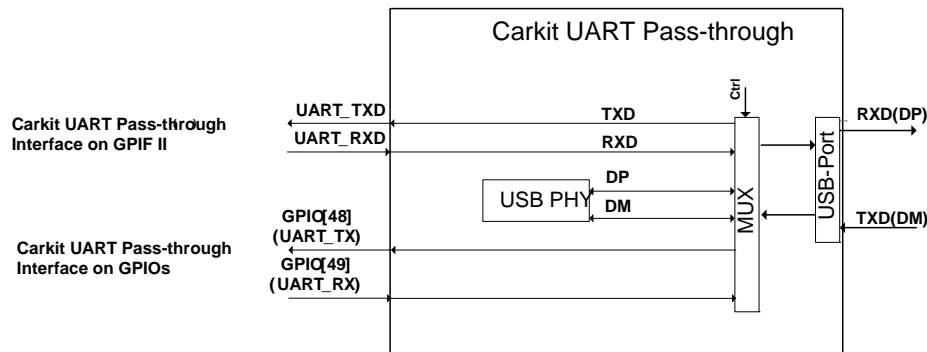 Carkit UART Pass-through
Ctrl
UART_TXD
TXD
RXD(DP)
Carkit UART Pass-through
Interface on GPIF II
UART_RXD
RXD
MUX
USB-Port
USB PHY
DP
DM
TXD(DM)
GPIO[48]
(UART_TX)
Carkit UART Pass-through
Interface on GPIOs
GPIO[49]
(UART_RX)